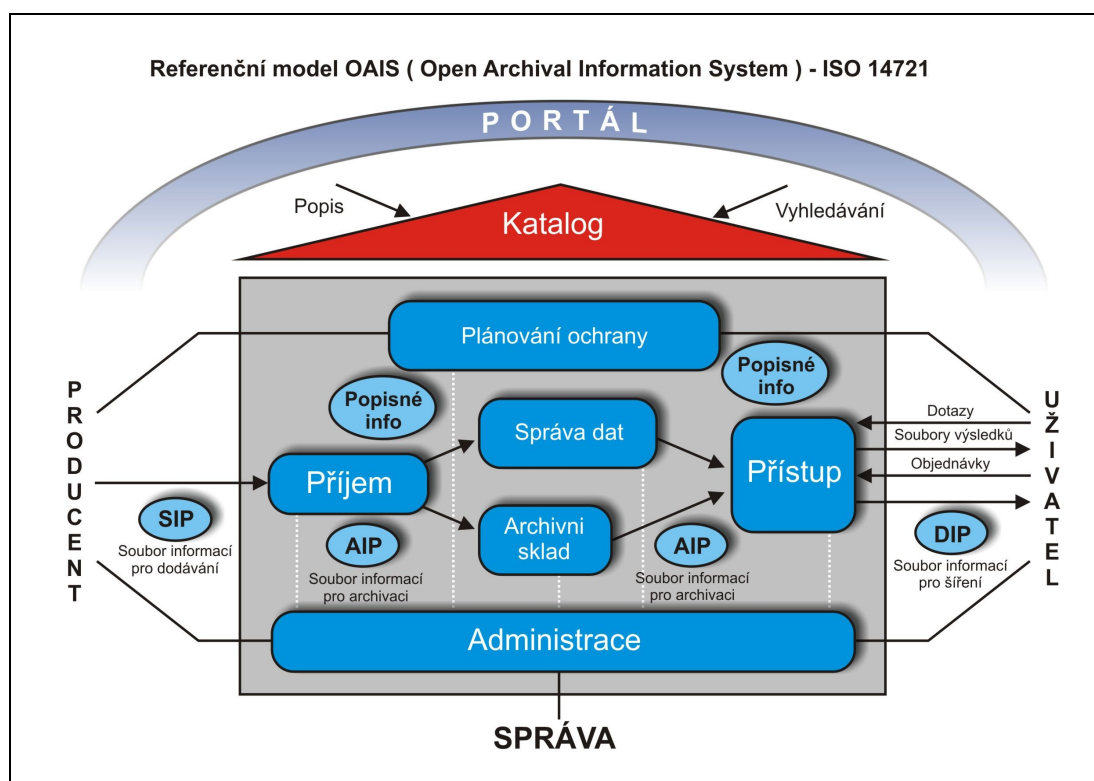 Referenční model OAIS ( Open Archival Information System ) - ISO 14721
PORTÁL
Popis
Vyhledávání
Katalog
Plánování ochrany
Popisné
info
Popisné
info
PRODUCENT
UŽIVATEL
Správa dat
Dotazy
Soubory výsledků
Objednávky
Příjem
Přístup
SIP
Soubor informací
pro dodávání
AIP
Soubor informací
pro archivaci
Archivni
sklad
AIP
Soubor informací
pro archivaci
DIP
Soubor informací
pro šíření
Administrace
SPRÁVA